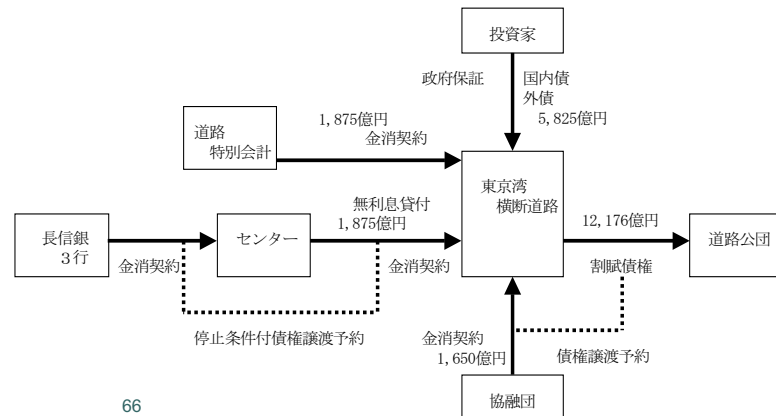 投資家
政府保証
国内債
外債
5,825億円
道路
特別会計
1,875億円
金消契約
東京湾
横断道路
長信銀
３行
金消契約
センター
無利息貸付
1,875億円
金消契約
12,176億円
割賦債権
道路公団
停止条件付債権譲渡予約
金消契約
1,650億円
債権譲渡予約
協融団
66